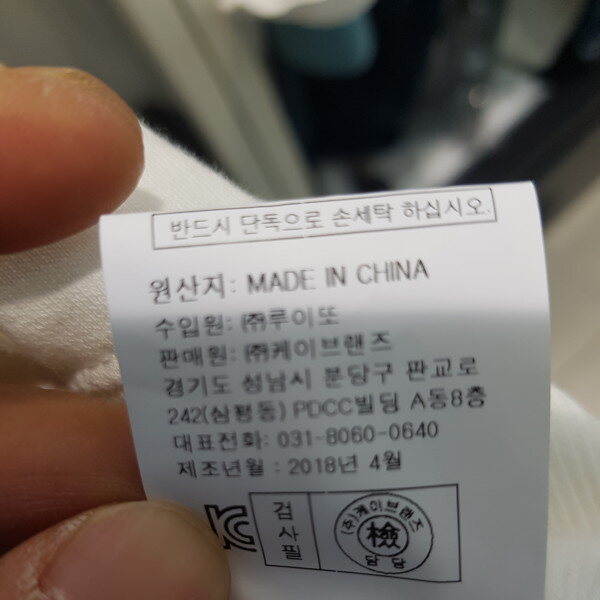 반드시 단독으로 손세탁 하십시오.
원산지: MADE IN CHINA
수입원: ㈜루이또
판매원: ㈜케이브랜즈
경기도 성남시 분당구 판교로
242(삼평동) PDCC빌딩 A동8층
대표전화: 031-8060-0640
제조년월 : 2018년 4월
KC
검사필
(주)케이브랜즈
檢
담당